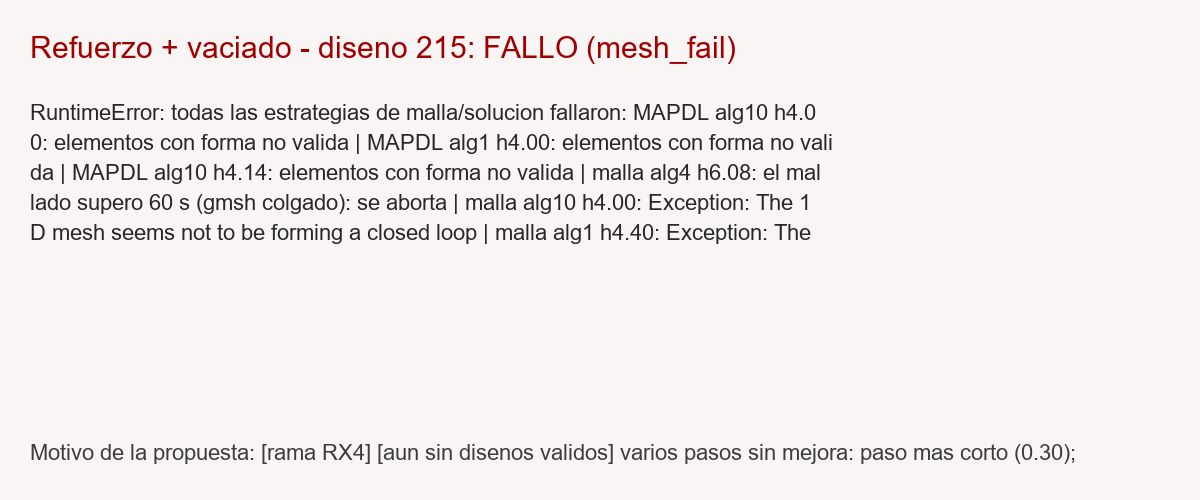 Refuerzo + vaciado - diseno 215: FALLO (mesh_fail)
RuntimeError: todas las estrategias de malla/solucion fallaron: MAPDL alg10 h4.0
0: elementos con forma no valida | MAPDL alg1 h4.00: elementos con forma no vali
da | MAPDL alg10 h4.14: elementos con forma no valida | malla alg4 h6.08: el mal
lado supero 60 s (gmsh colgado): se aborta | malla alg10 h4.00: Exception: The 1
D mesh seems not to be forming a closed loop | malla alg1 h4.40: Exception: The
Motivo de la propuesta: [rama RX4] [aun sin disenos validos] varios pasos sin mejora: paso mas corto (0.30);